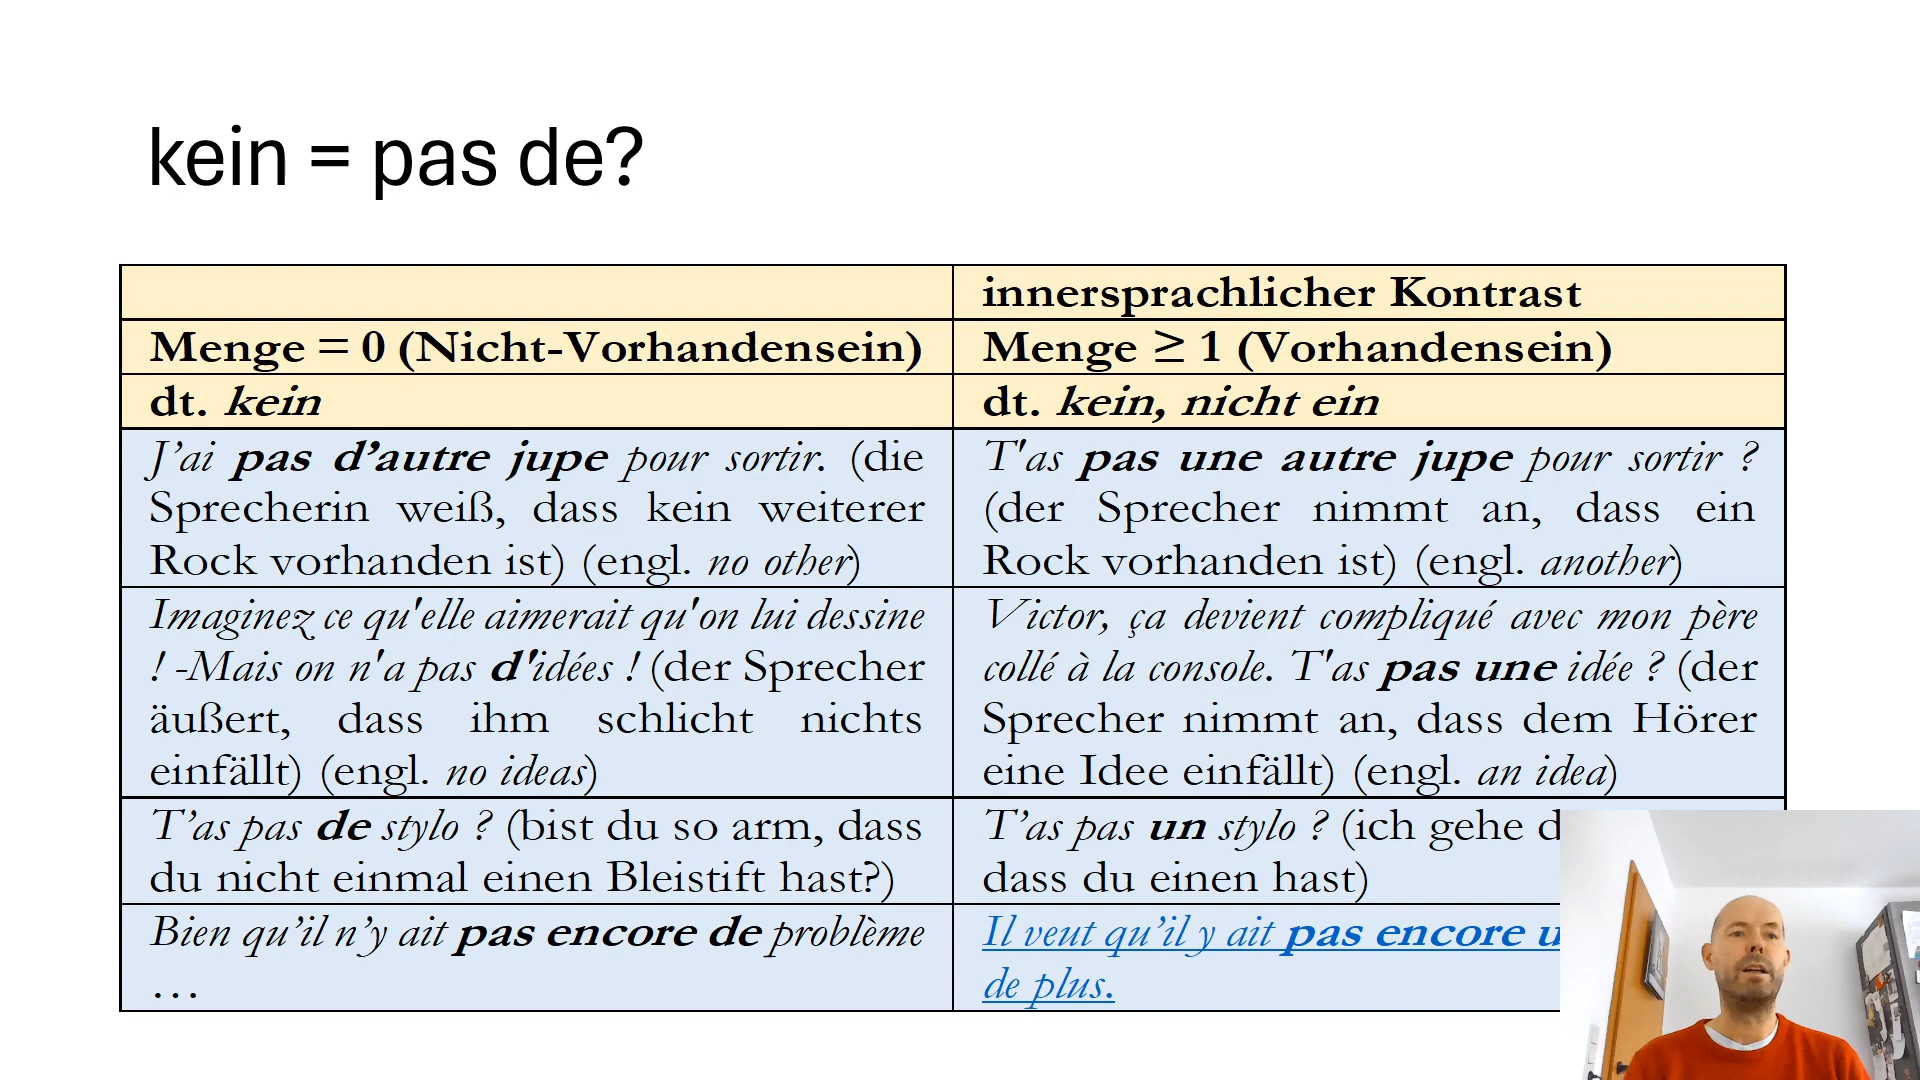 kein = pas de?
innersprachlicher Kontrast
Menge = 0 (Nicht-Vorhandensein)
Menge ≥ 1 (Vorhandensein)
dt. kein
dt. kein, nicht ein
J’ai pas d’autre jupe pour sortir. (die
Sprecherin weiß, dass kein weiterer
Rock vorhanden ist) (engl. no other)
T'as pas une autre jupe pour sortir ?
(der Sprecher nimmt an, dass ein
Rock vorhanden ist) (engl. another)
Imaginez ce qu'elle aimerait qu'on lui dessine
! -Mais on n'a pas d'idées ! (der Sprecher
äußert, dass ihm schlicht nichts
einfällt) (engl. no ideas)
Victor, ça devient compliqué avec mon père
collé à la console. T'as pas une idée ? (der
Sprecher nimmt an, dass dem Hörer
eine Idee einfällt) (engl. an idea)
T’as pas de stylo ? (bist du so arm, dass
du nicht einmal einen Bleistift hast?)
T’as pas un stylo ? (ich gehe
dass du einen hast)
Bien qu’il n’y ait pas encore de problème
…
Il veut qu’il y ait pas encore
de plus.